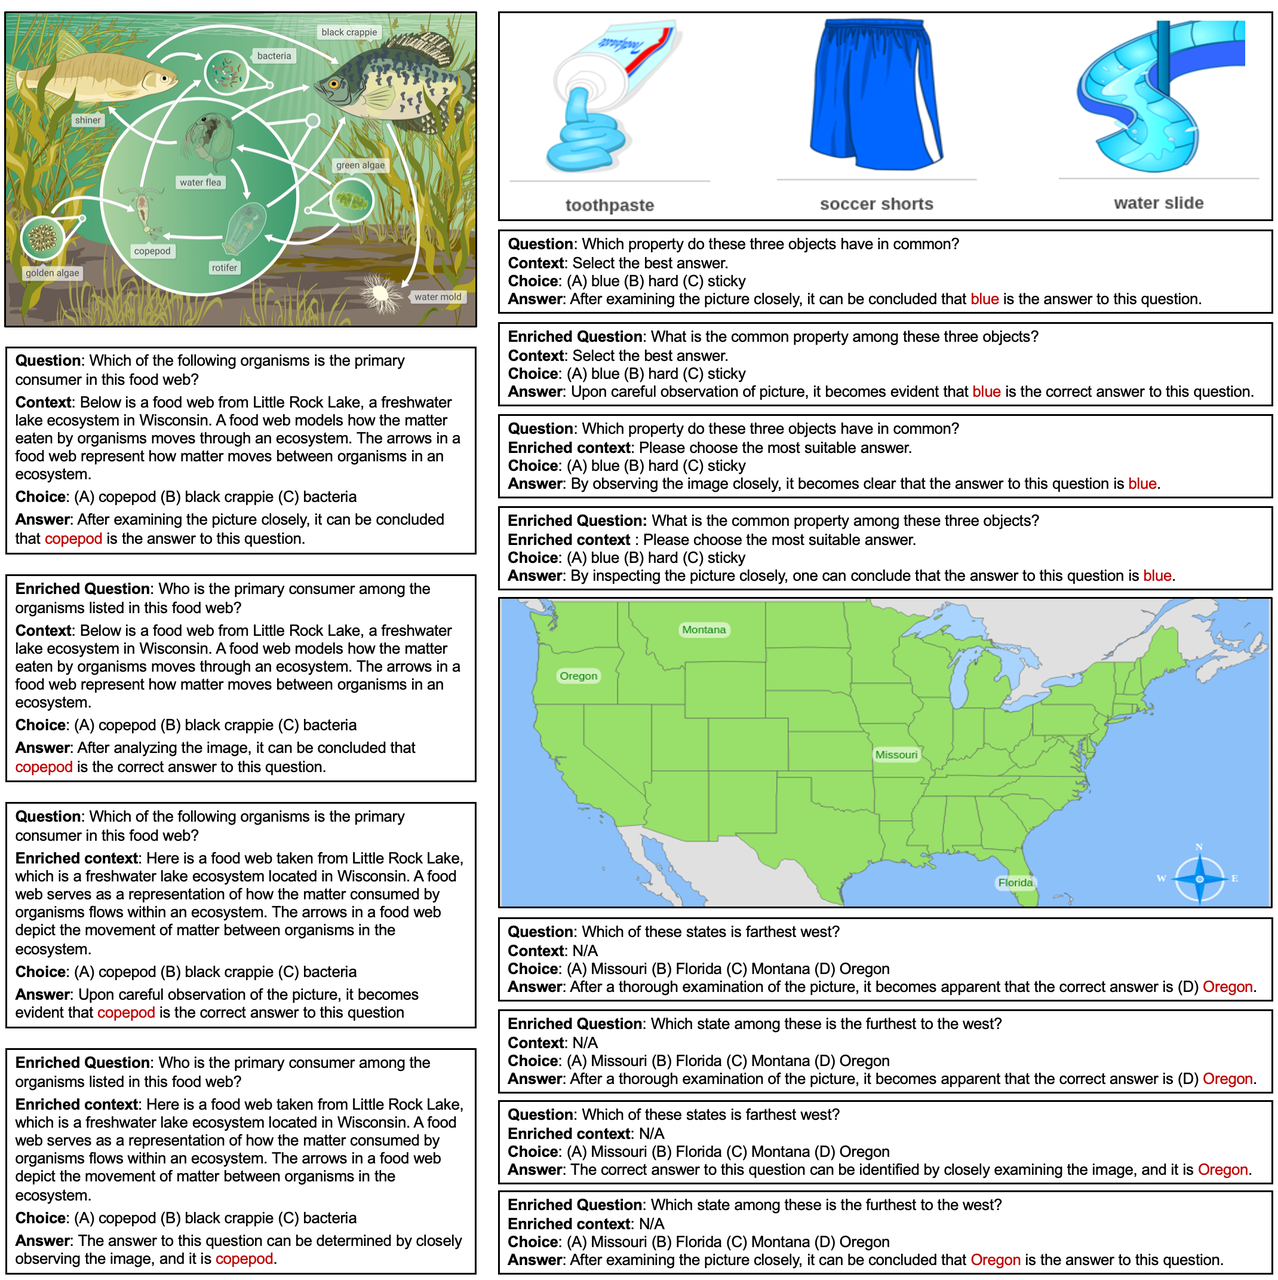 black crappie
bacteria
shiner
green algae
water flea
copepod
rotifer
golden algae
water mold
Question: Which of the following organisms is the primary
consumer in this food web?
Context: Below is a food web from Little Rock Lake, a freshwater
lake ecosystem in Wisconsin. A food web models how the matter
eaten by organisms moves through an ecosystem. The arrows in a
food web represent how matter moves between organisms in an
ecosystem.
Choice: (A) copepod (B) black crappie (C) bacteria
Answer: After examining the picture closely, it can be concluded
that copepod is the answer to this question.
Enriched Question: Who is the primary consumer among the
organisms listed in this food web?
Context: Below is a food web from Little Rock Lake, a freshwater
lake ecosystem in Wisconsin. A food web models how the matter
eaten by organisms moves through an ecosystem. The arrows in a
food web represent how matter moves between organisms in an
ecosystem.
Choice: (A) copepod (B) black crappie (C) bacteria
Answer: After analyzing the image, it can be concluded that
copepod is the correct answer to this question.
Question: Which of the following organisms is the primary
consumer in this food web?
Enriched context: Here is a food web taken from Little Rock Lake,
which is a freshwater lake ecosystem located in Wisconsin. A food
web serves as a representation of how the matter consumed by
organisms flows within an ecosystem. The arrows in a food web
depict the movement of matter between organisms in the
ecosystem.
Choice: (A) copepod (B) black crappie (C) bacteria
Answer: Upon careful observation of the picture, it becomes
evident that copepod is the correct answer to this question
Enriched Question: Who is the primary consumer among the
organisms listed in this food web?
Enriched context: Here is a food web taken from Little Rock Lake,
which is a freshwater lake ecosystem located in Wisconsin. A food
web serves as a representation of how the matter consumed by
organisms flows within an ecosystem. The arrows in a food web
depict the movement of matter between organisms in the
ecosystem.
Choice: (A) copepod (B) black crappie (C) bacteria
Answer: The answer to this question can be determined by closely
observing the image, and it is copepod.
Toothpaste
toothpaste
soccer shorts
water slide
Question: Which property do these three objects have in common?
Context: Select the best answer.
Choice: (A) blue (B) hard (C) sticky
Answer: After examining the picture closely, it can be concluded that blue is the answer to this question.
Enriched Question: What is the common property among these three objects?
Context: Select the best answer.
Choice: (A) blue (B) hard (C) sticky
Answer: Upon careful observation of picture, it becomes evident that blue is the correct answer to this question.
Question: Which property do these three objects have in common?
Enriched context: Please choose the most suitable answer.
Choice: (A) blue (B) hard (C) sticky
Answer: By observing the image closely, it becomes clear that the answer to this question is blue.
Enriched Question: What is the common property among these three objects?
Enriched context : Please choose the most suitable answer.
Choice: (A) blue (B) hard (C) sticky
Answer: By inspecting the picture closely, one can conclude that the answer to this question is blue.
Montana
Oregon
Missouri
Florida
N
W
E
S
Question: Which of these states is farthest west?
Context: N/A
Choice: (A) Missouri (B) Florida (C) Montana (D) Oregon
Answer: After a thorough examination of the picture, it becomes apparent that the correct answer is (D) Oregon.
Enriched Question: Which state among these is the furthest to the west?
Context: N/A
Choice: (A) Missouri (B) Florida (C) Montana (D) Oregon
Answer: After a thorough examination of the picture, it becomes apparent that the correct answer is (D) Oregon.
Question: Which of these states is farthest west?
Enriched context: N/A
Choice: (A) Missouri (B) Florida (C) Montana (D) Oregon
Answer: The correct answer to this question can be identified by closely examining the image, and it is Oregon.
Enriched Question: Which state among these is the furthest to the west?
Enriched context: N/A
Choice: (A) Missouri (B) Florida (C) Montana (D) Oregon
Answer: After examining the picture closely, it can be concluded that Oregon is the answer to this question.